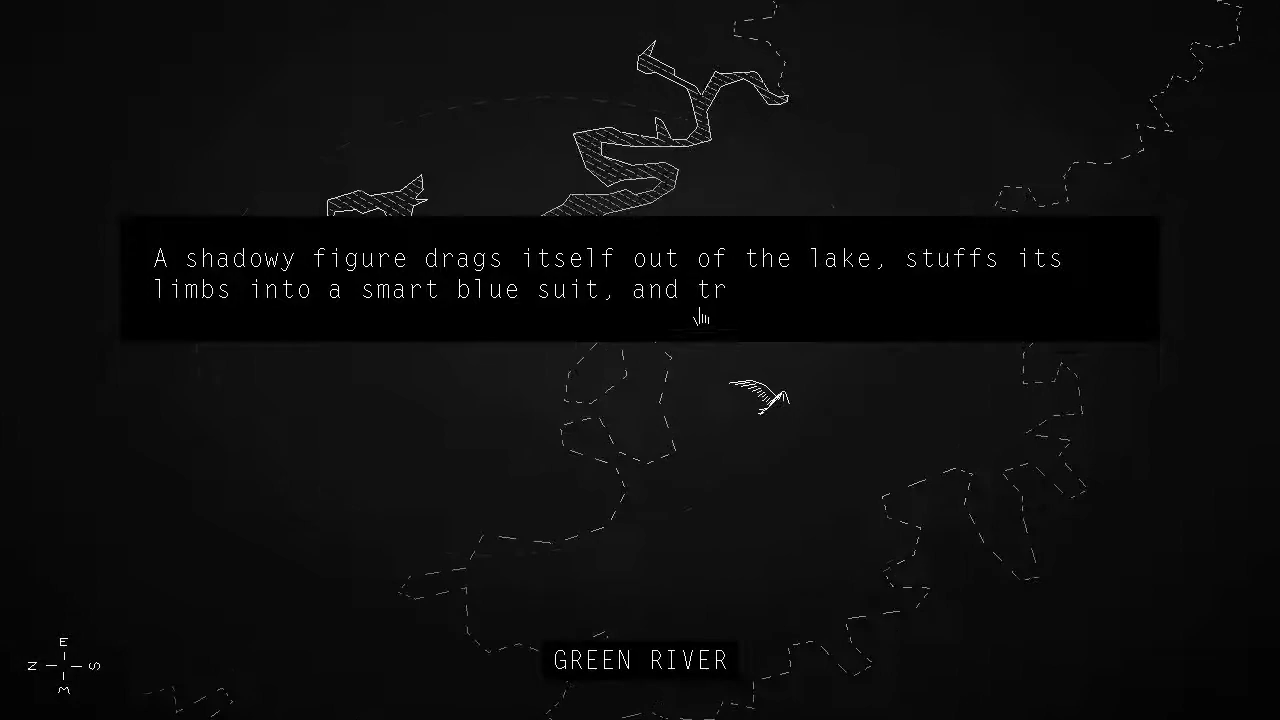 A shadowy figure drags itself out of the lake, stuffs its
limbs into a smart blue suit, and tr
E
N S
W
GREEN RIVER